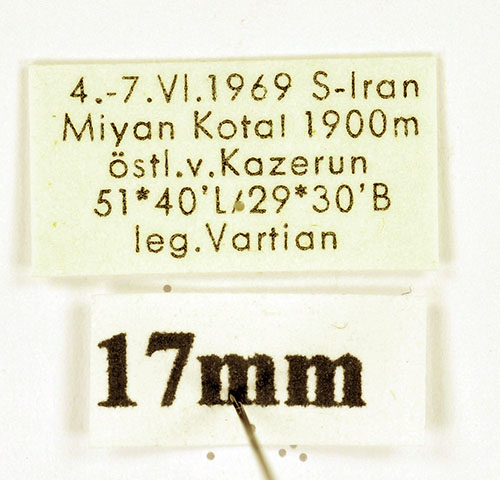 4.-7.VI.1969 S-Iran
Miyan Kotal 1900m
östl.v.Kazerun
51*40'L/29*30'B
leg.Vartian
17mm